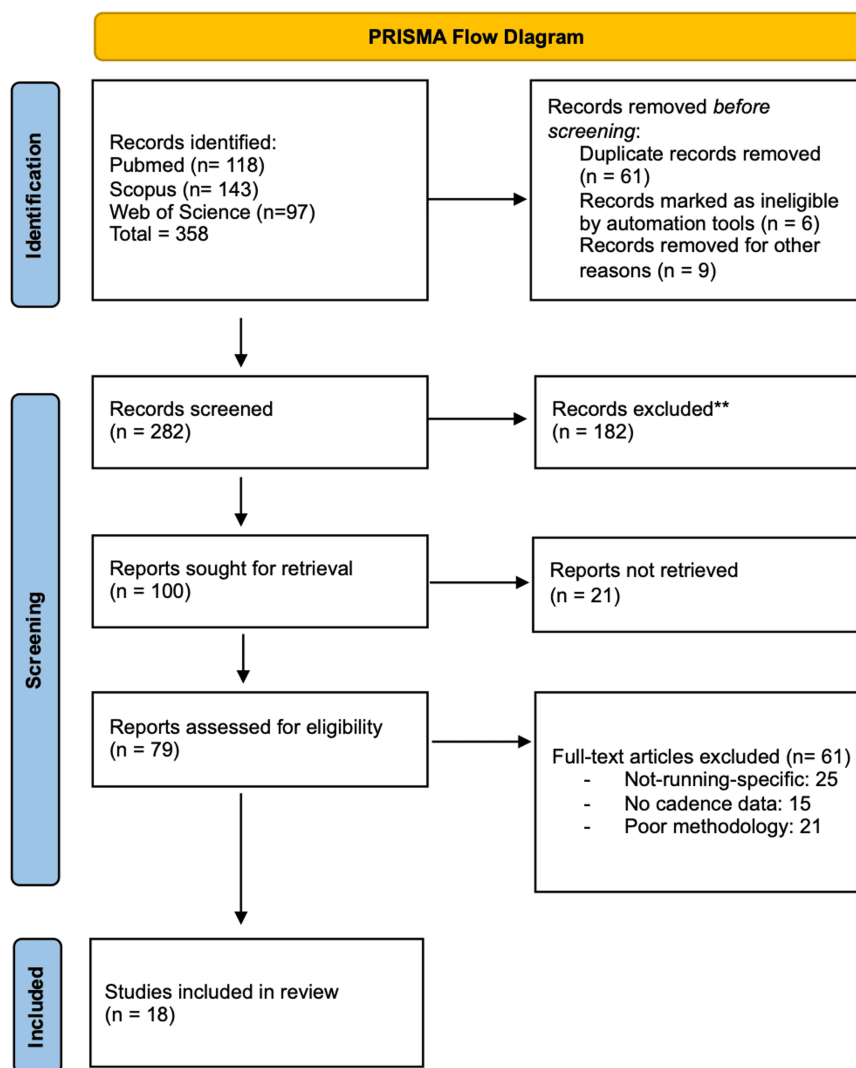 PRISMA Flow DIagram
Identification
Records identified:
Pubmed (n= 118)
Scopus (n= 143)
Web of Science (n=97)
Total = 358
Records removed before
screening:
Duplicate records removed
(n = 61)
Records marked as ineligible
by automation tools (n = 6)
Records removed for other
reasons (n = 9)
Screening
Records screened
(n = 282)
Records excluded**
(n = 182)
Reports sought for retrieval
(n = 100)
Reports not retrieved
(n = 21)
Reports assessed for eligibility
(n = 79)
Full-text articles excluded (n= 61)
- Not-running-specific: 25
- No cadence data: 15
- Poor methodology: 21
Included
Studies included in review
(n = 18)